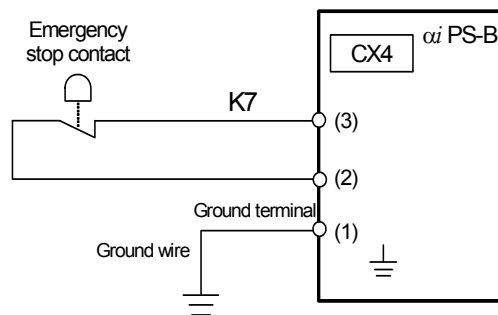 Emergency
stop contact
αi PS-B
CX4
K7
(3)
(2)
Ground terminal
(1)
Ground wire